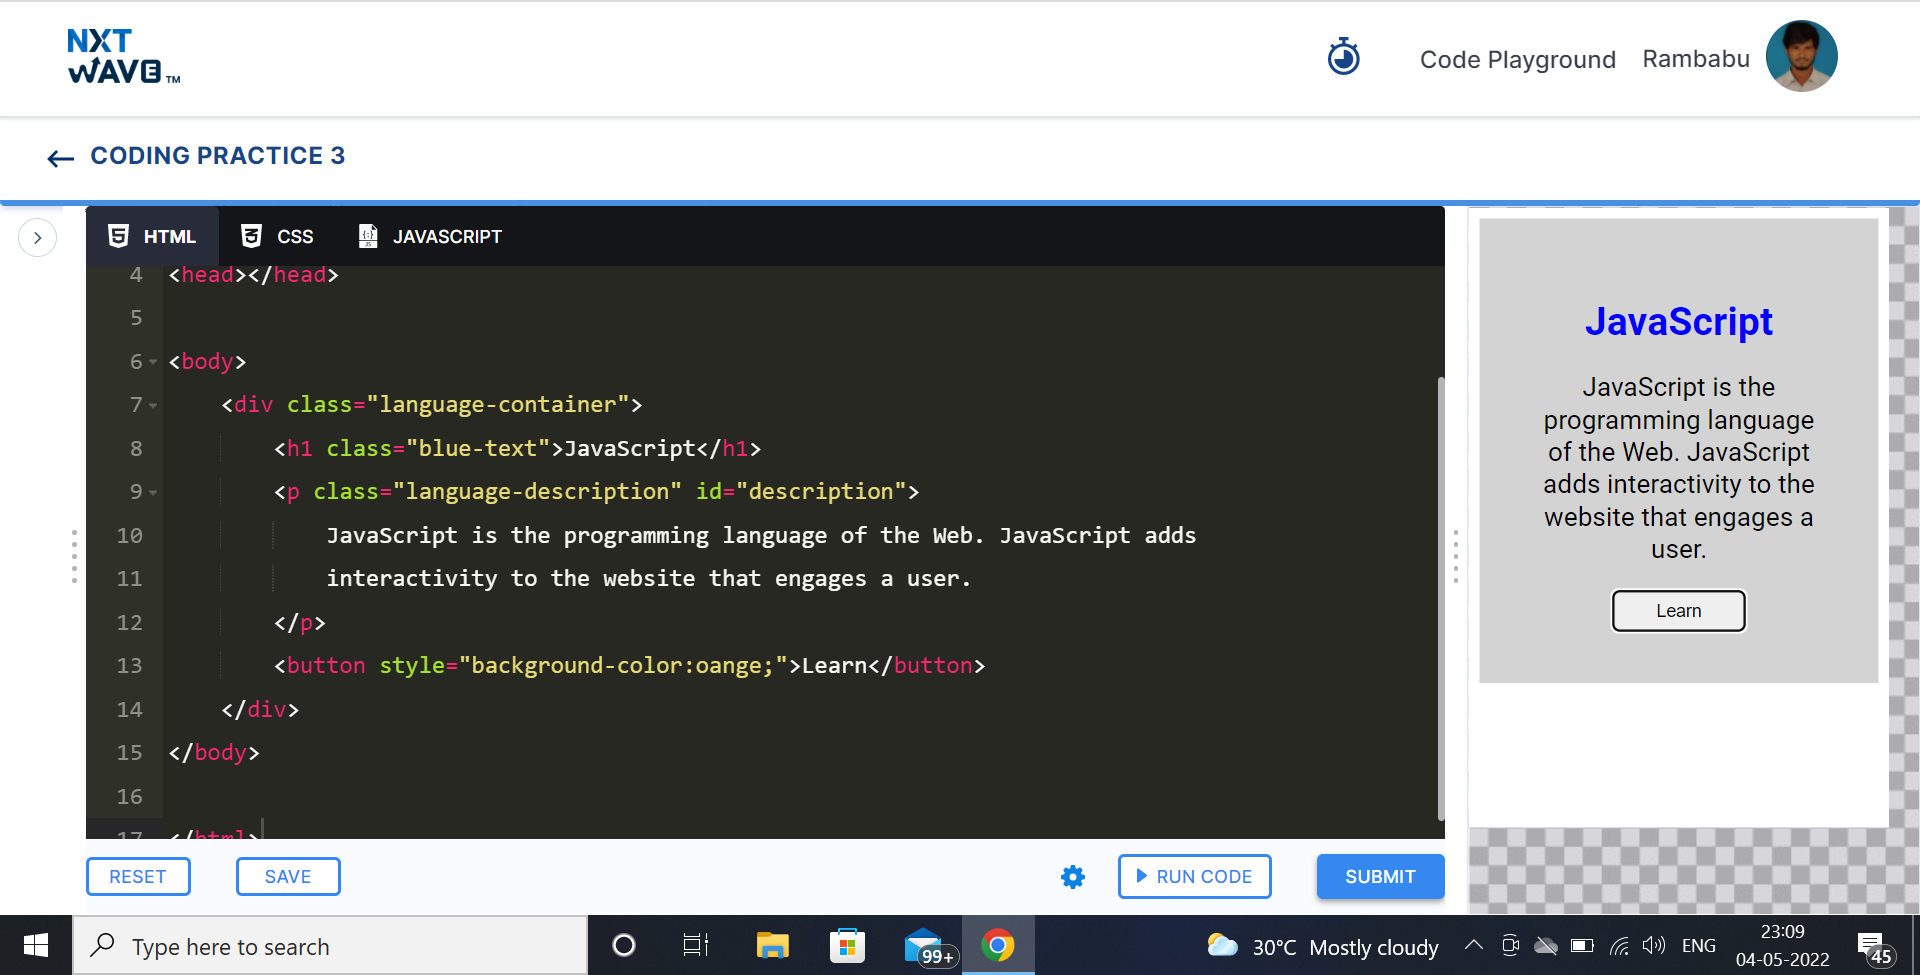 NXT
WAVE TM
Code Playground Rambabu
CODING PRACTICE 3
HTML CSS JAVASCRIPT
4 <head></head>
5
6 <body>
7 <div class="language-container">
8 <h1 class="blue-text">JavaScript</h1>
9 <p class="language-description" id="description">
10 JavaScript is the programming language of the Web. JavaScript adds
11 interactivity to the website that engages a user.
12 </p>
13 <button style="background-color:oange;">Learn</button>
14 </div>
15 </body>
16
17 </html>
RESET SAVE RUN CODE SUBMIT
JavaScript
JavaScript is the
programming language
of the Web. JavaScript
adds interactivity to the
website that engages a
user.
Learn
Type here to search
99+
30°C Mostly cloudy
ENG
23:09
04-05-2022
45